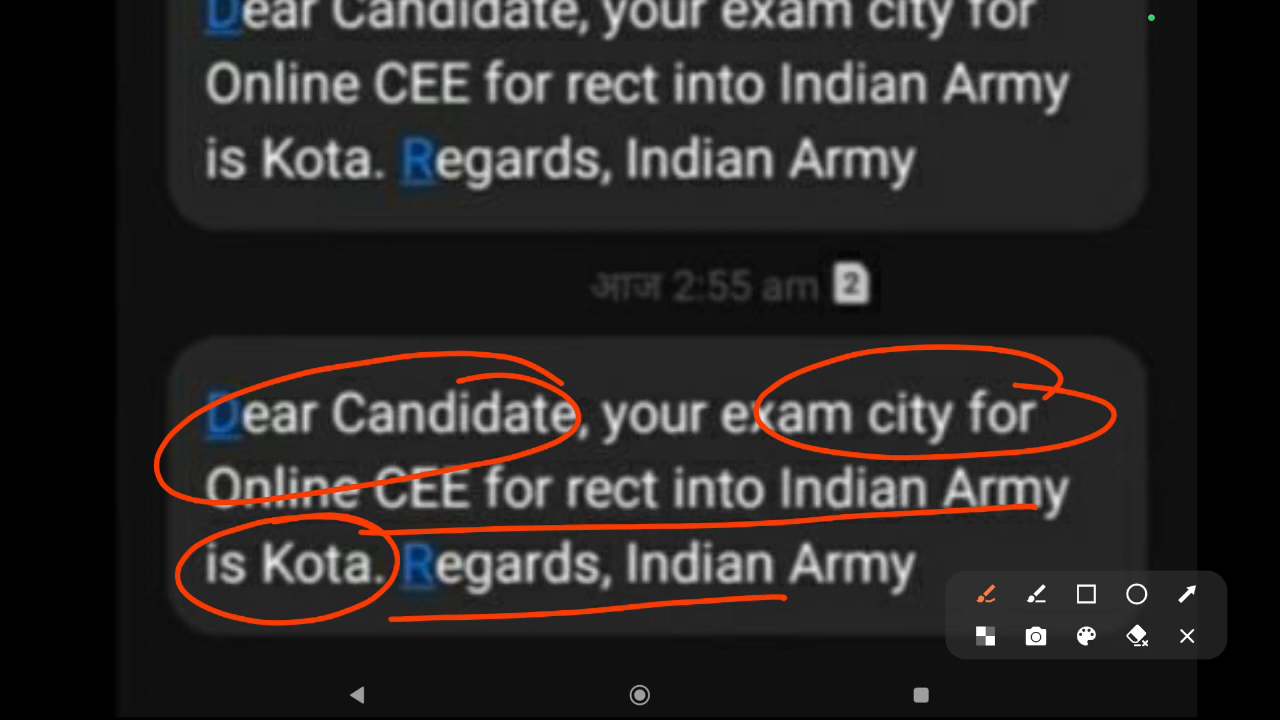 Dear Candidate, your exam city for
Online CEE for rect into Indian Army
is Kota. Regards, Indian Army
आज 2:55 am 2
Dear Candidate, your exam city for
Online CEE for rect into Indian Army
is Kota. Regards, Indian Army